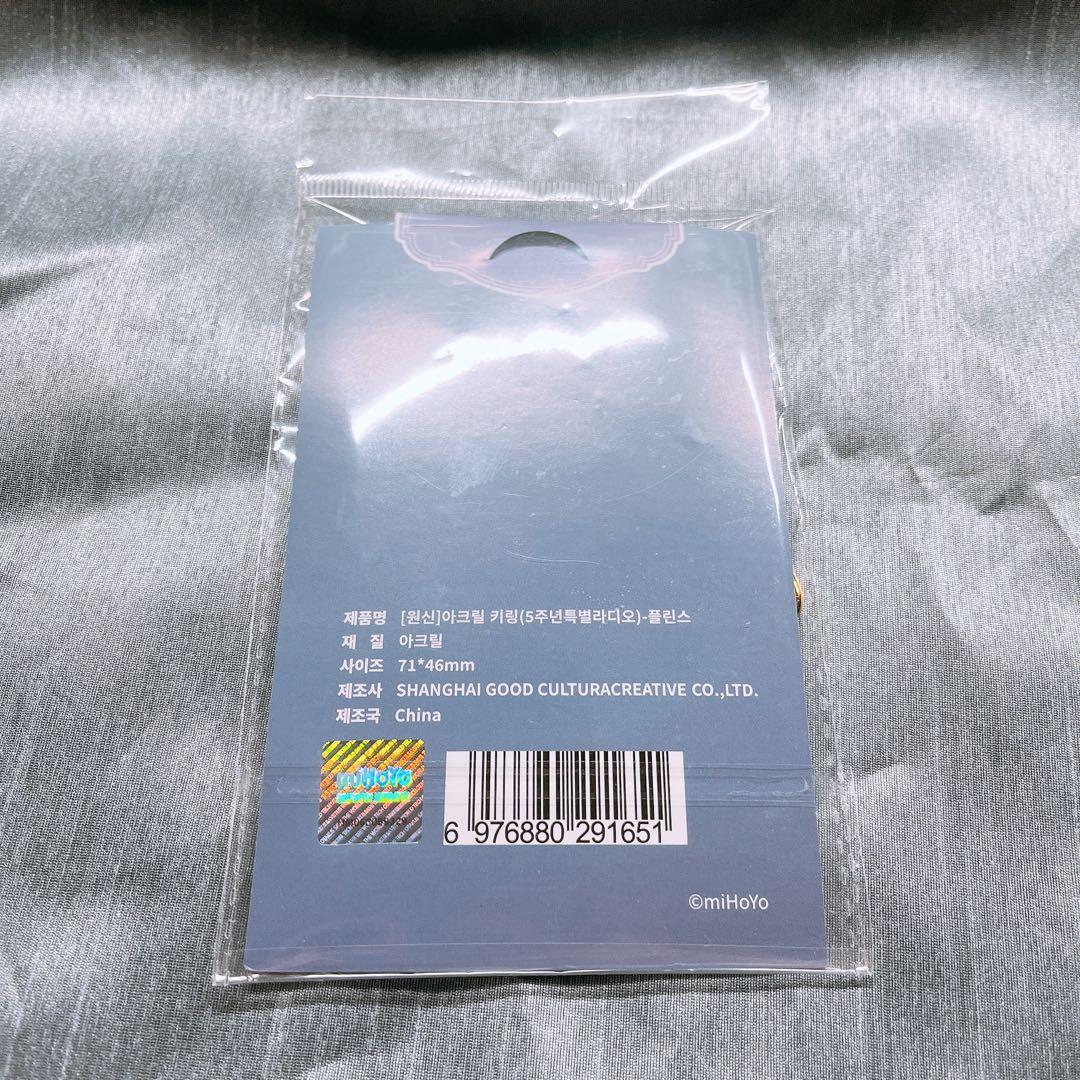 제품명 [원신]아크릴 키링(5주년특별라디오)-플린스
재 질 아크릴
사이즈 71*46mm
제조사 SHANGHAI GOOD CULTURACREATIVE CO.,LTD.
제조국 China
miHoYo
6 976880 291651
©miHoYo